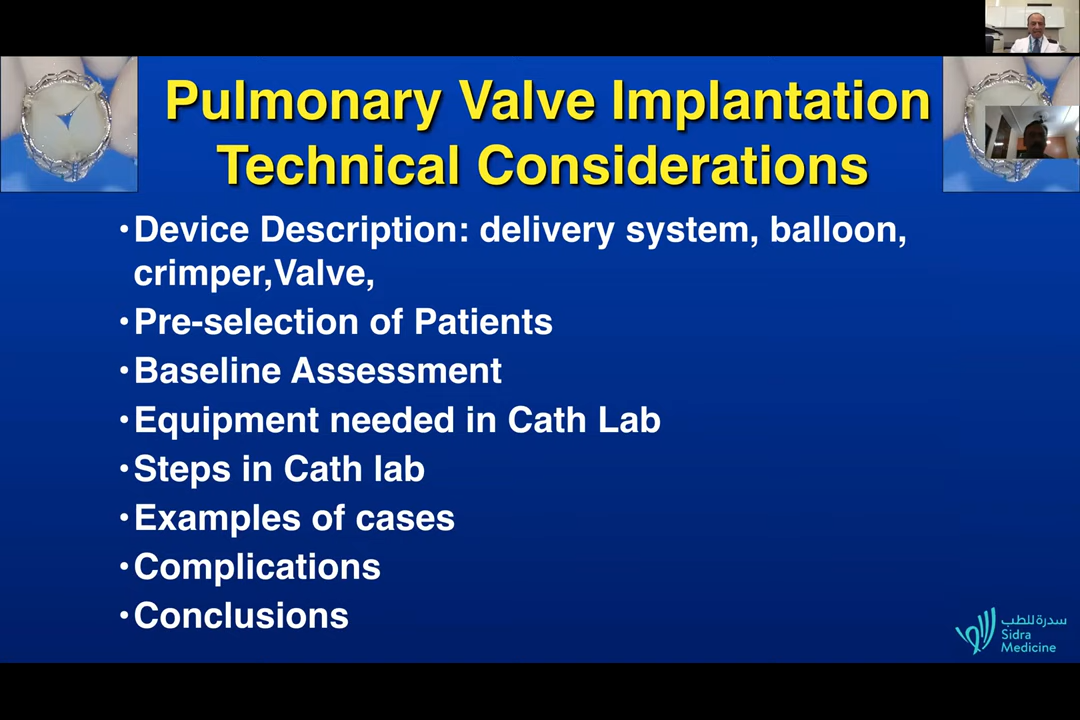 Pulmonary Valve Implantation
Technical Considerations
•Device Description: delivery system, balloon,
crimper,Valve,
•Pre-selection of Patients
•Baseline Assessment
•Equipment needed in Cath Lab
•Steps in Cath lab
•Examples of cases
•Complications
•Conclusions
سدرة للطب
Sidra
Medicine